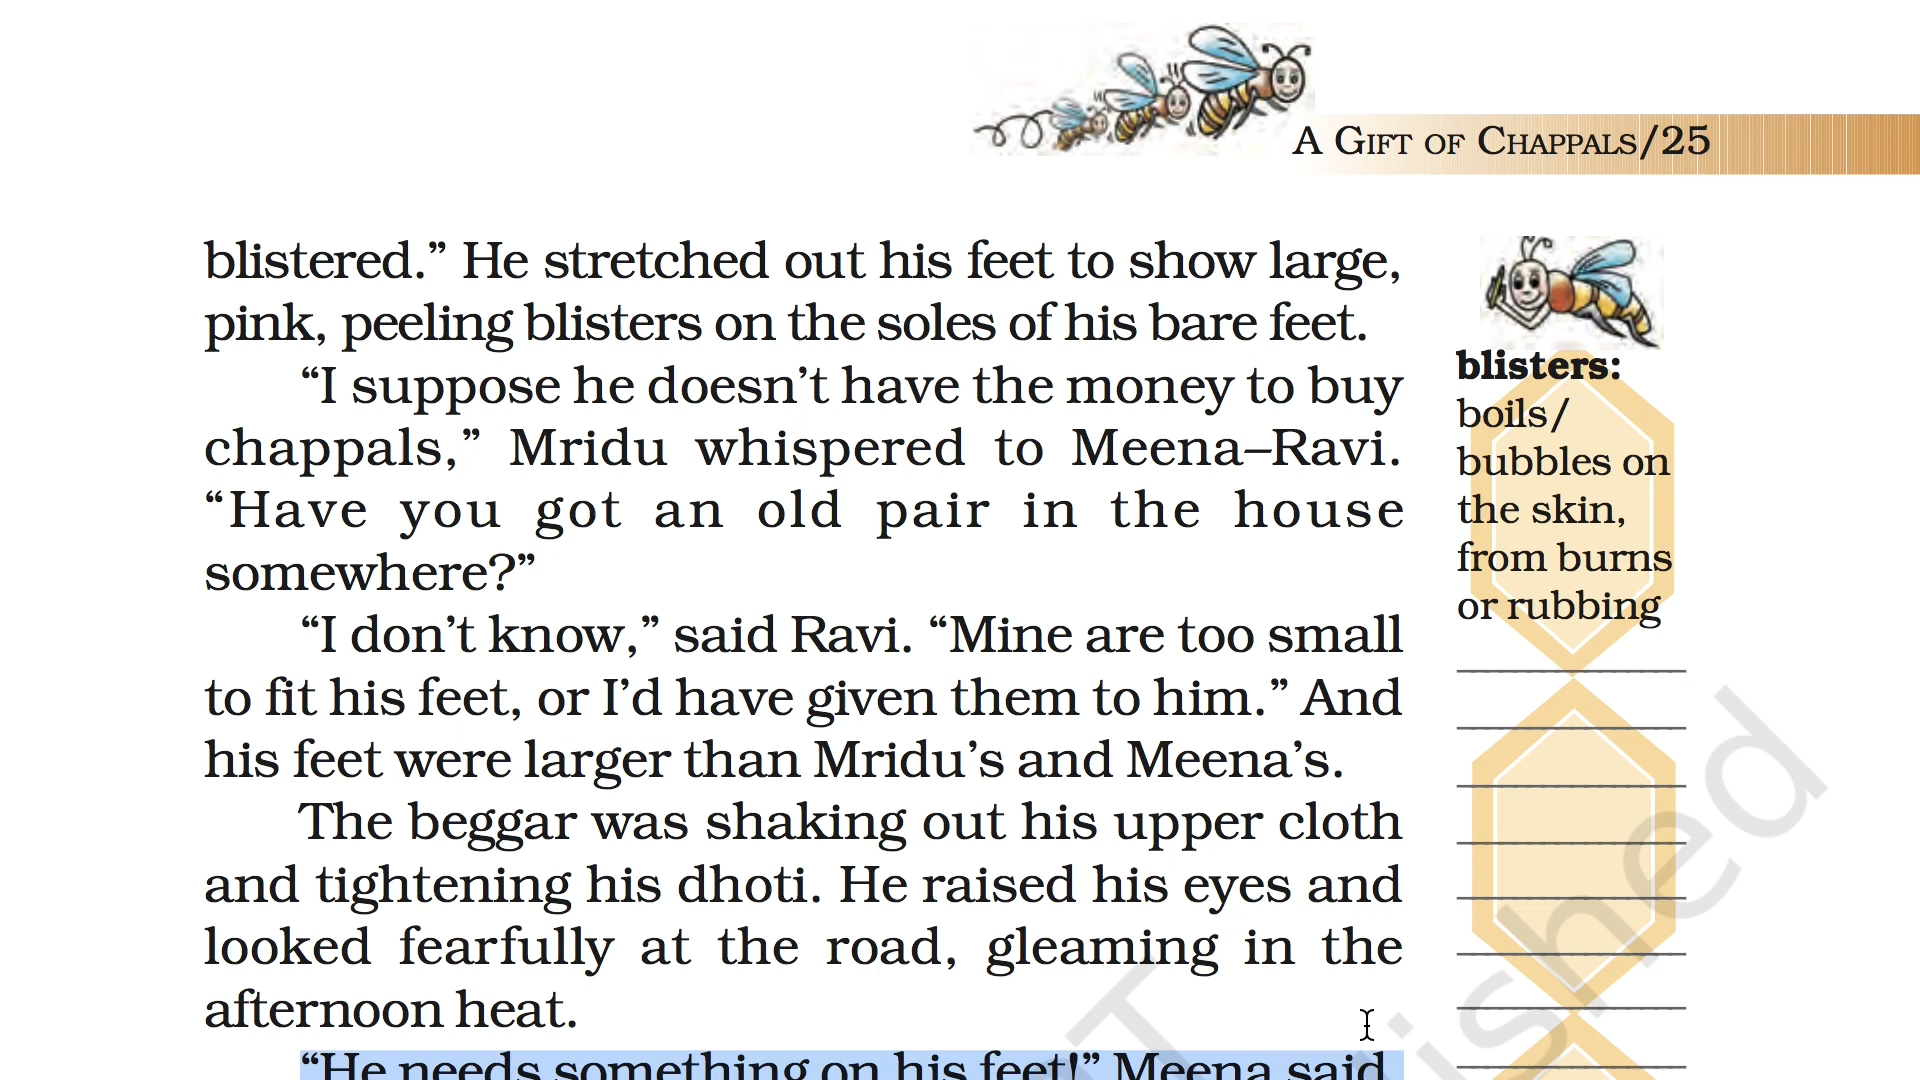 A GIFT OF CHAPPALS/25
blistered.” He stretched out his feet to show large,
pink, peeling blisters on the soles of his bare feet.
“I suppose he doesn’t have the money to buy
chappals,” Mridu whispered to Meena–Ravi.
“Have you got an old pair in the house
somewhere?”
“I don’t know,” said Ravi. “Mine are too small
to fit his feet, or I’d have given them to him.” And
his feet were larger than Mridu’s and Meena’s.
The beggar was shaking out his upper cloth
and tightening his dhoti. He raised his eyes and
looked fearfully at the road, gleaming in the
afternoon heat.
“He needs something on his feet!” Meena said,
blisters:
boils/
bubbles on
the skin,
from burns
or rubbing